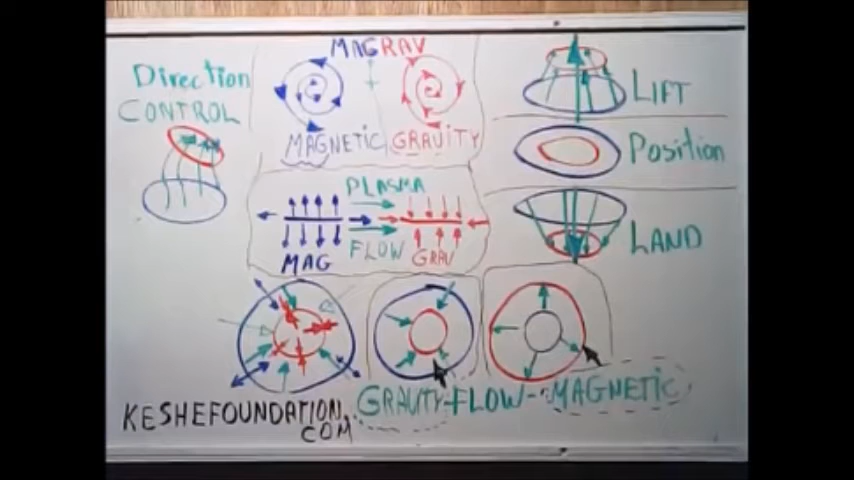 Direction
CONTROL
MAGRAV
MAGNETIC GRAVITY
PLASMA
FLOW
MAG
GRAV
LIFT
Position
LAND
GRAVITY-FLOW-MAGNETIC
KESHEFOUNDATION.
COM